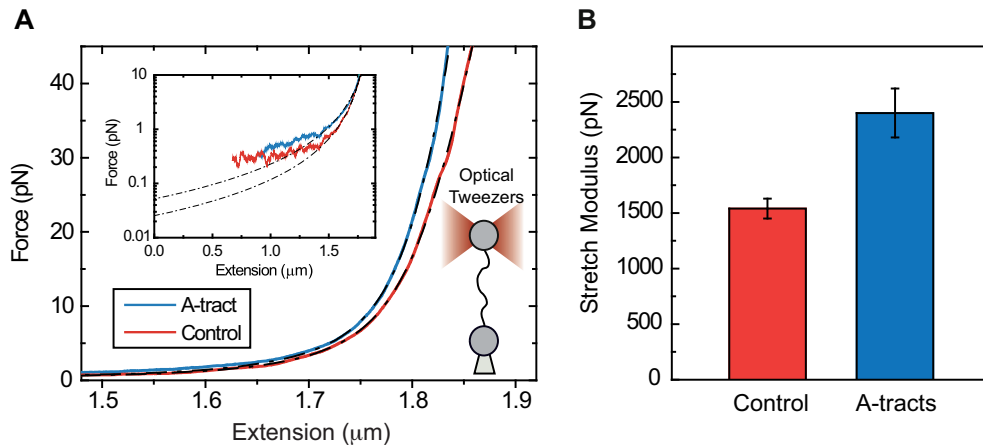 A
Force (pN)
40
30
20
10
0
1.5
1.6
1.7
1.8
1.9
Extension (μm)
10
1
0.1
0.01
Force (pN)
0.0
0.5
1.0
1.5
Extension (μm)
A-tract
Control
Optical
Tweezers
B
Stretch Modulus (pN)
2500
2000
1500
1000
500
0
Control
A-tracts